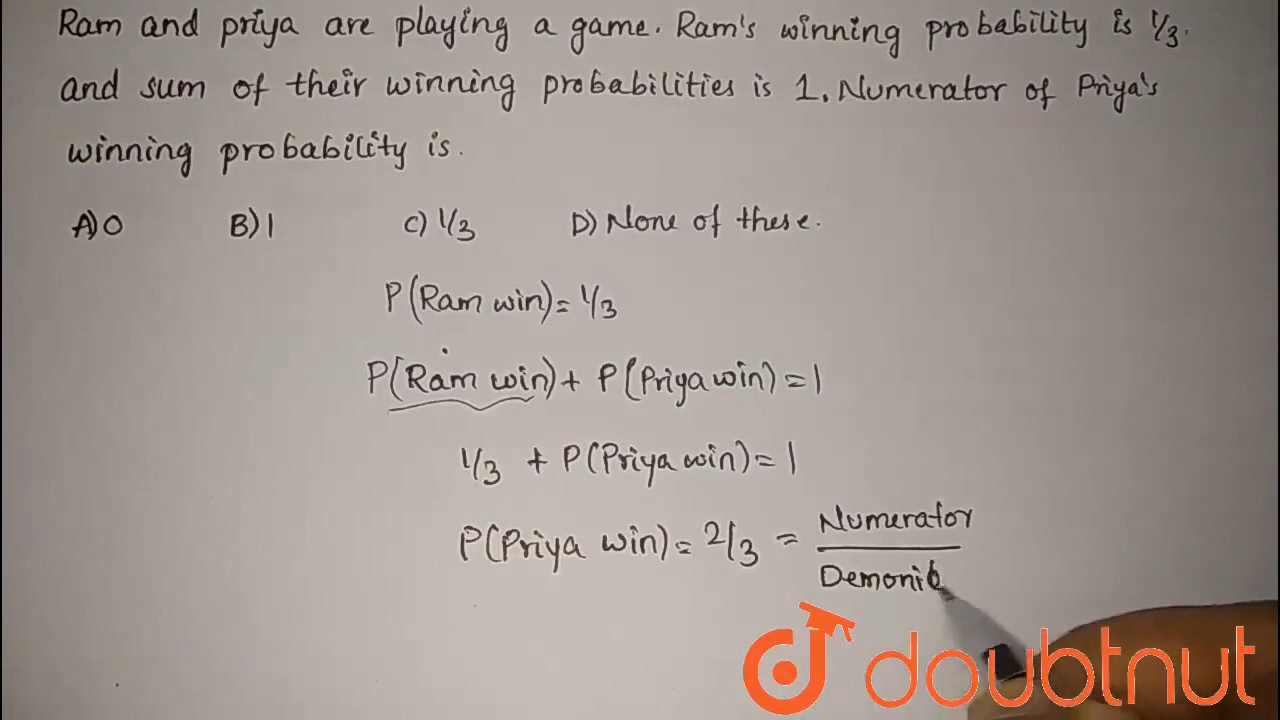 Ram and priya are playing a game. Ram's winning probability is 1/3.
and sum of their winning probabilities is 1. Numerator of Priya's
winning probability is.
A) 0 B) 1 C) 1/3 D) None of these.
P(Ram win) = 1/3
P(Ram win) + P(Priya win) = 1
1/3 + P(Priya win) = 1
P(Priya win) = 2/3 = Numerator
Demoni
doubtnut